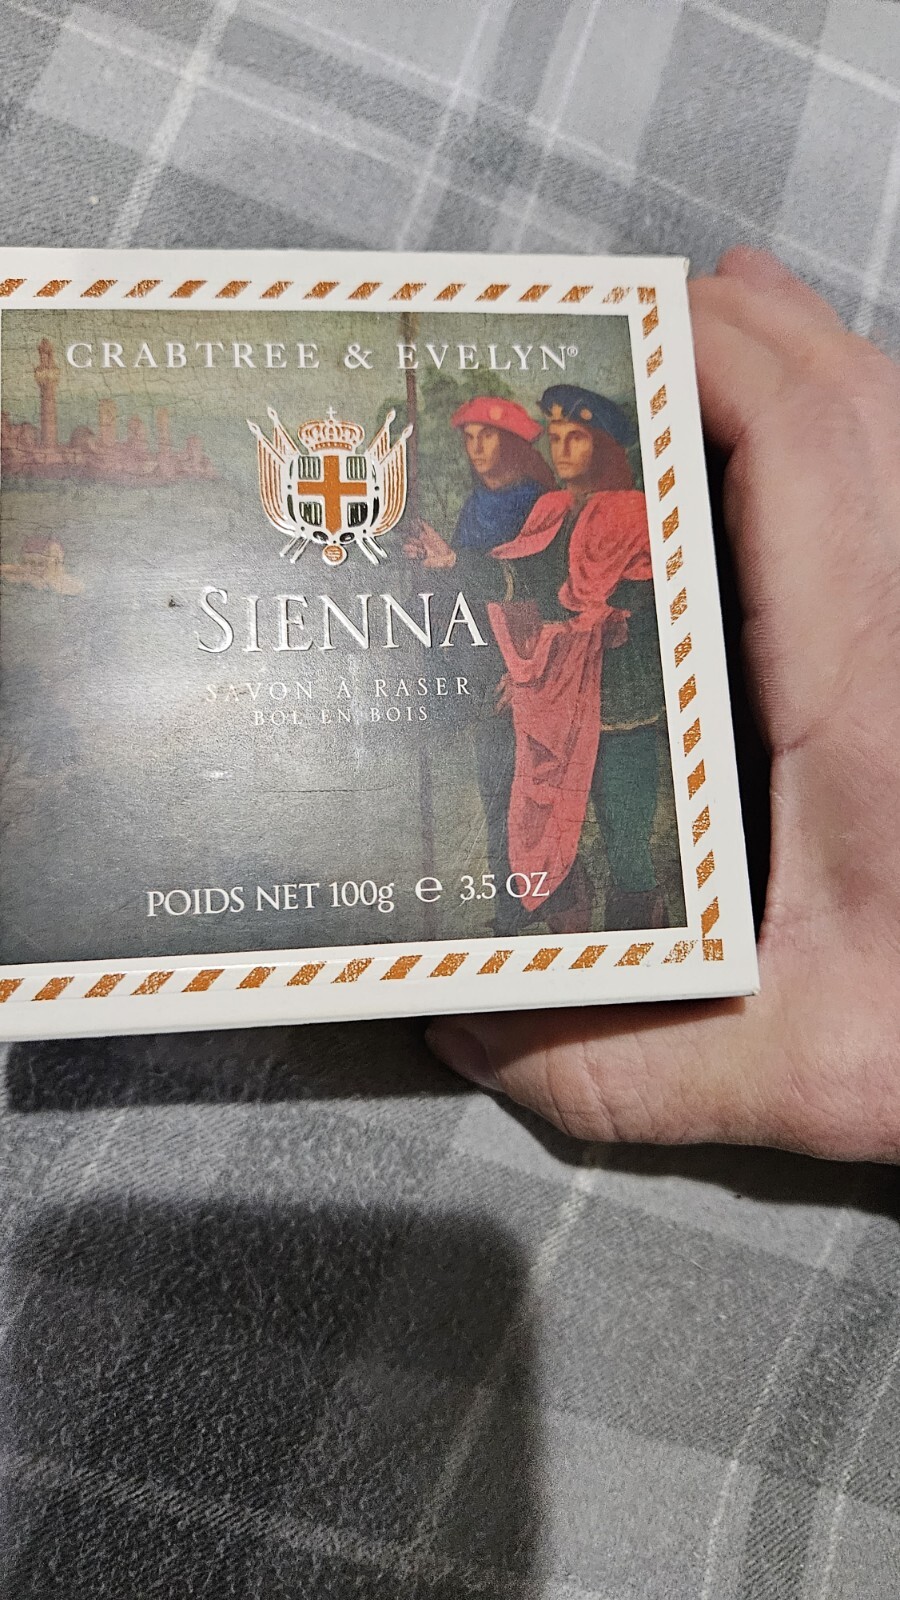 CRABTREE & EVELYN®
SIENNA
SAVON À RASER
BOL EN BOIS
POIDS NET 100g ℮ 3.5 OZ